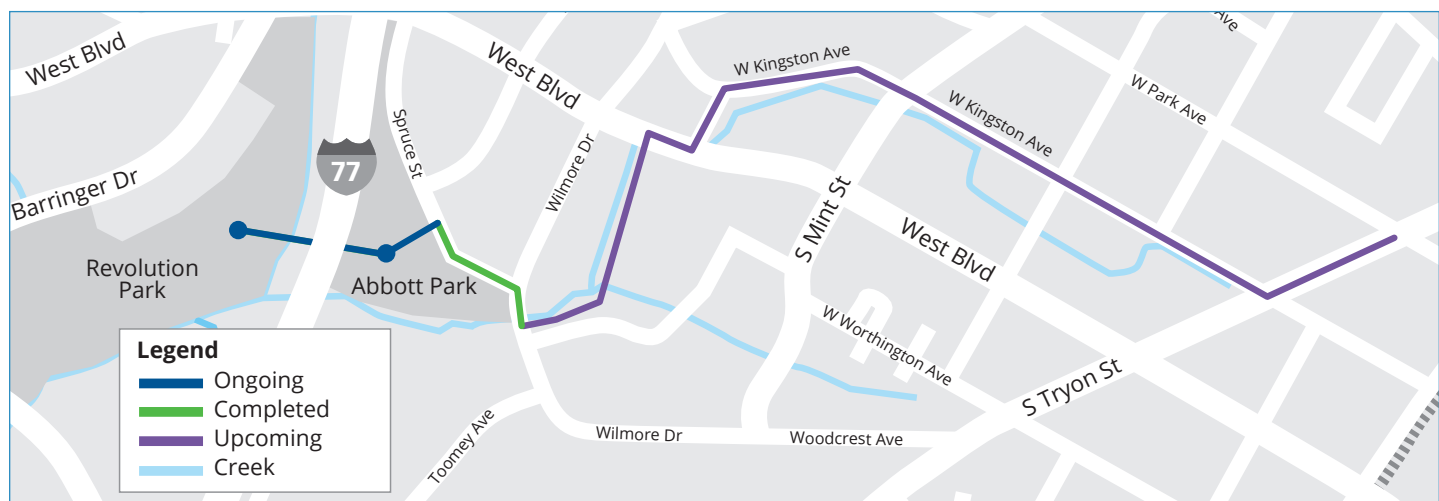 West Blvd
West Blvd
W Kingston Ave
Ave
W Park Ave
W Kingston Ave
Spruce St
Wilmore Dr
77
Barringer Dr
S Mint St
West Blvd
Revolution
Park
Abbott Park
W Worthington Ave
S Tryon St
Toomey Ave
Wilmore Dr
Woodcrest Ave
Legend
Ongoing
Completed
Upcoming
Creek